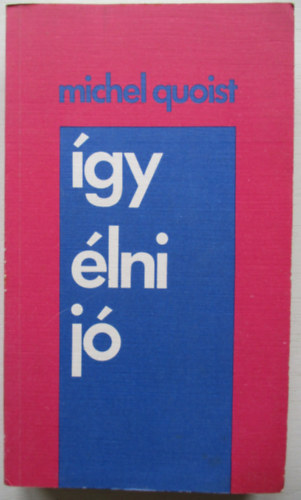 michel quoist
így
élni
jó